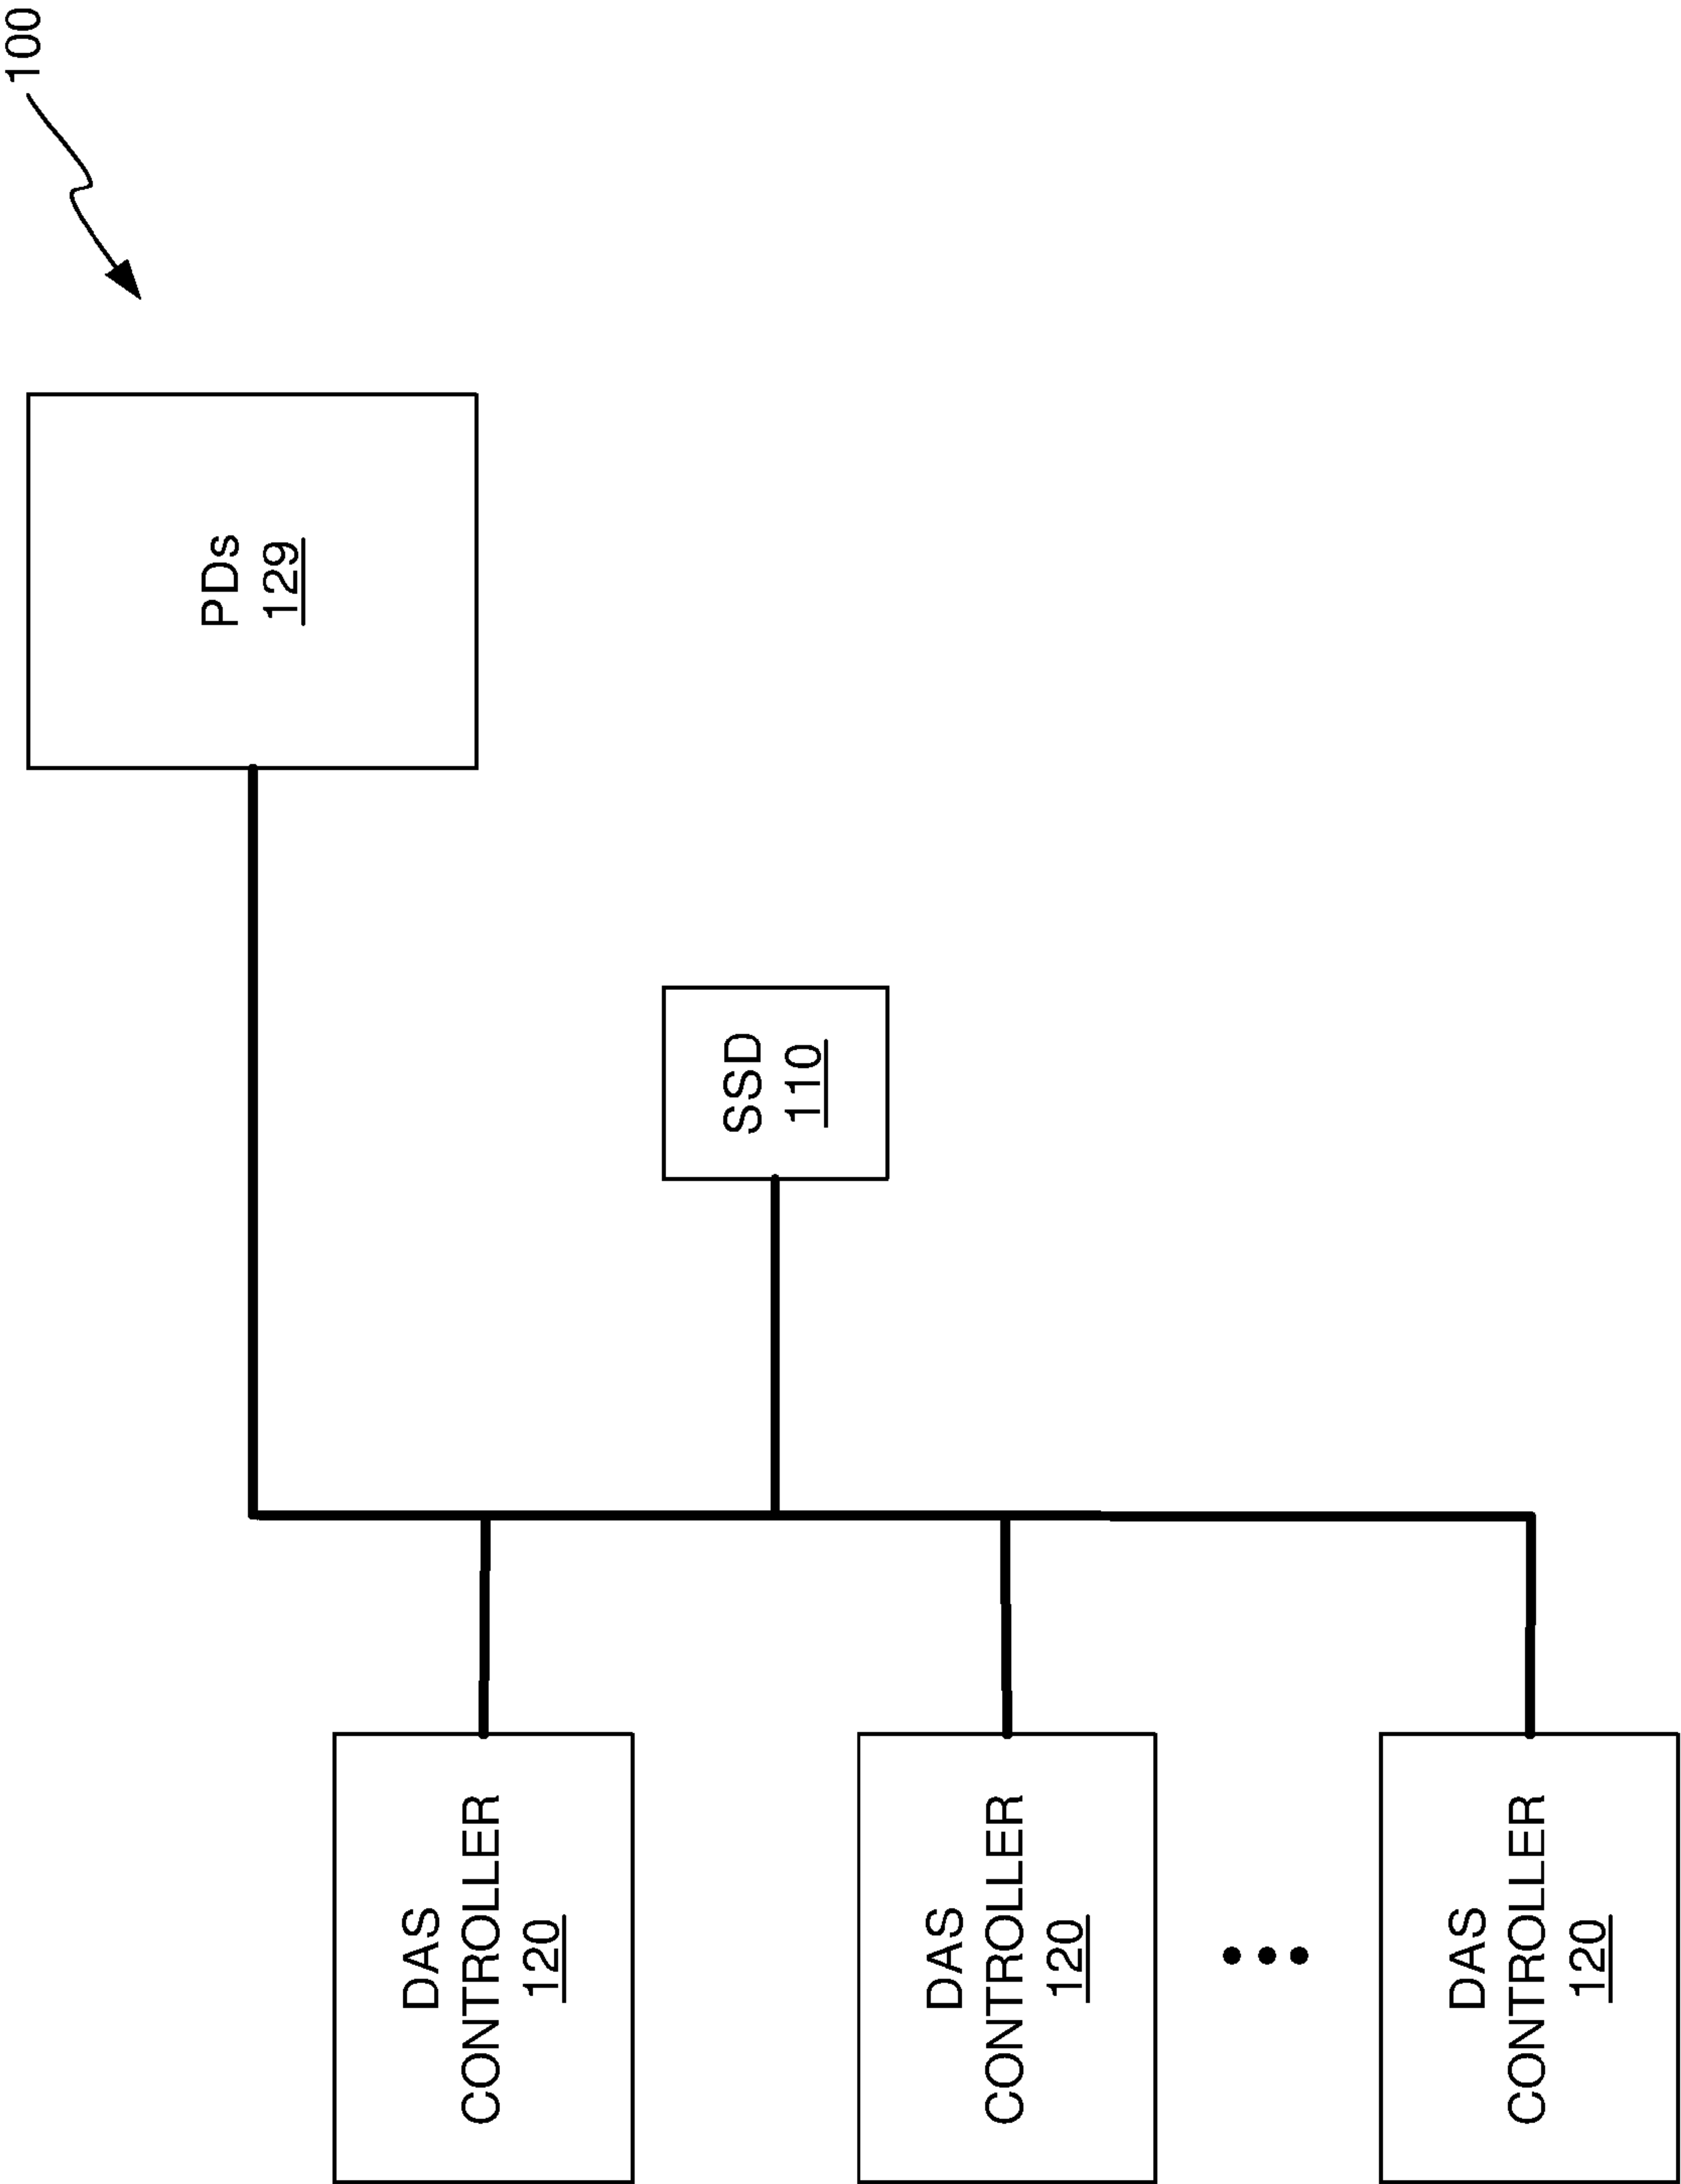 100
PDs
129
SSD
110
DAS
CONTROLLER
120
DAS
CONTROLLER
120
DAS
CONTROLLER
120